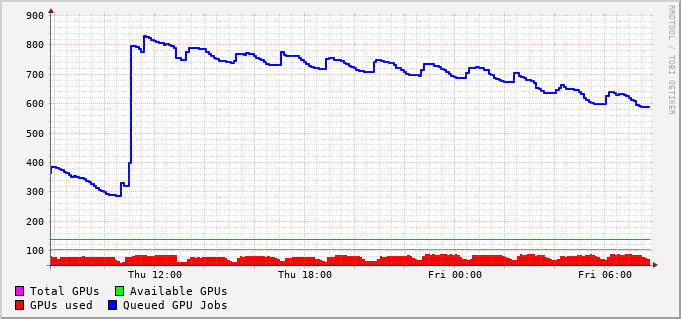 RRDTOOL / TOBI OETIKER
900
800
700
600
500
400
300
200
100
Thu 12:00 Thu 18:00 Fri 00:00 Fri 06:00
Total GPUs Available GPUs
GPUs used Queued GPU Jobs